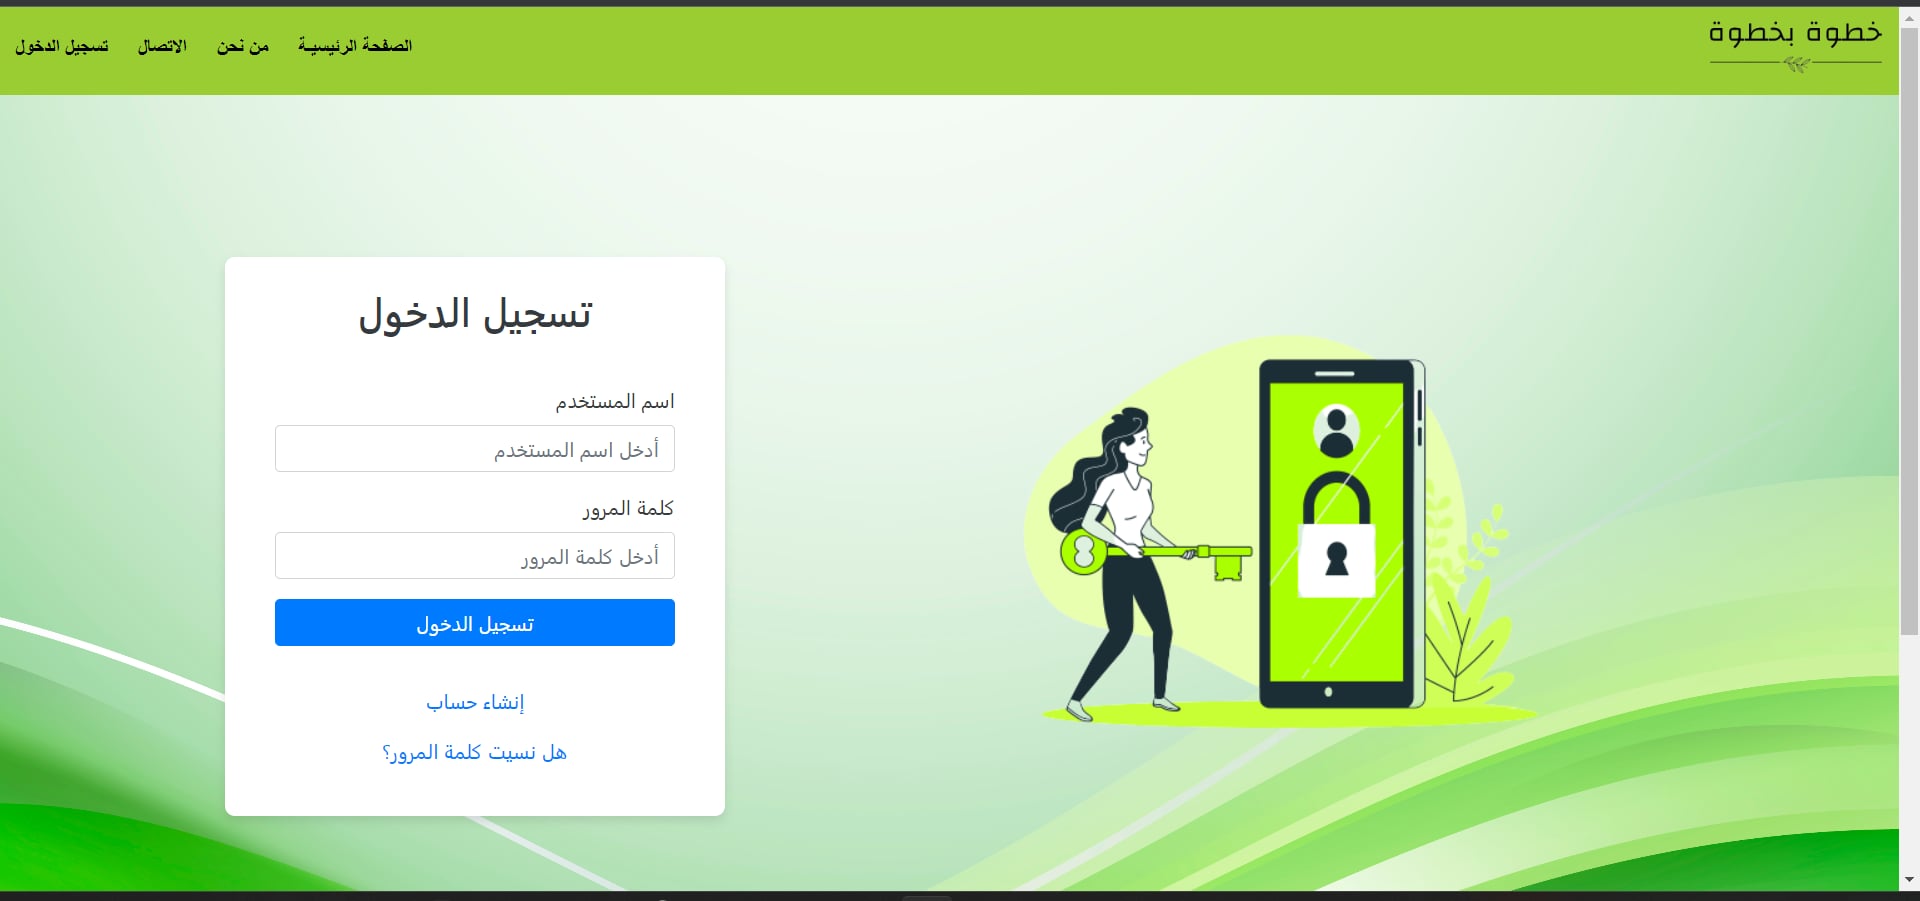 خطوة بخطوة
الصفحة الرئيسية من نحن الاتصال تسجيل الدخول
تسجيل الدخول
اسم المستخدم
أدخل اسم المستخدم
كلمة المرور
أدخل كلمة المرور
تسجيل الدخول
إنشاء حساب
هل نسيت كلمة المرور؟